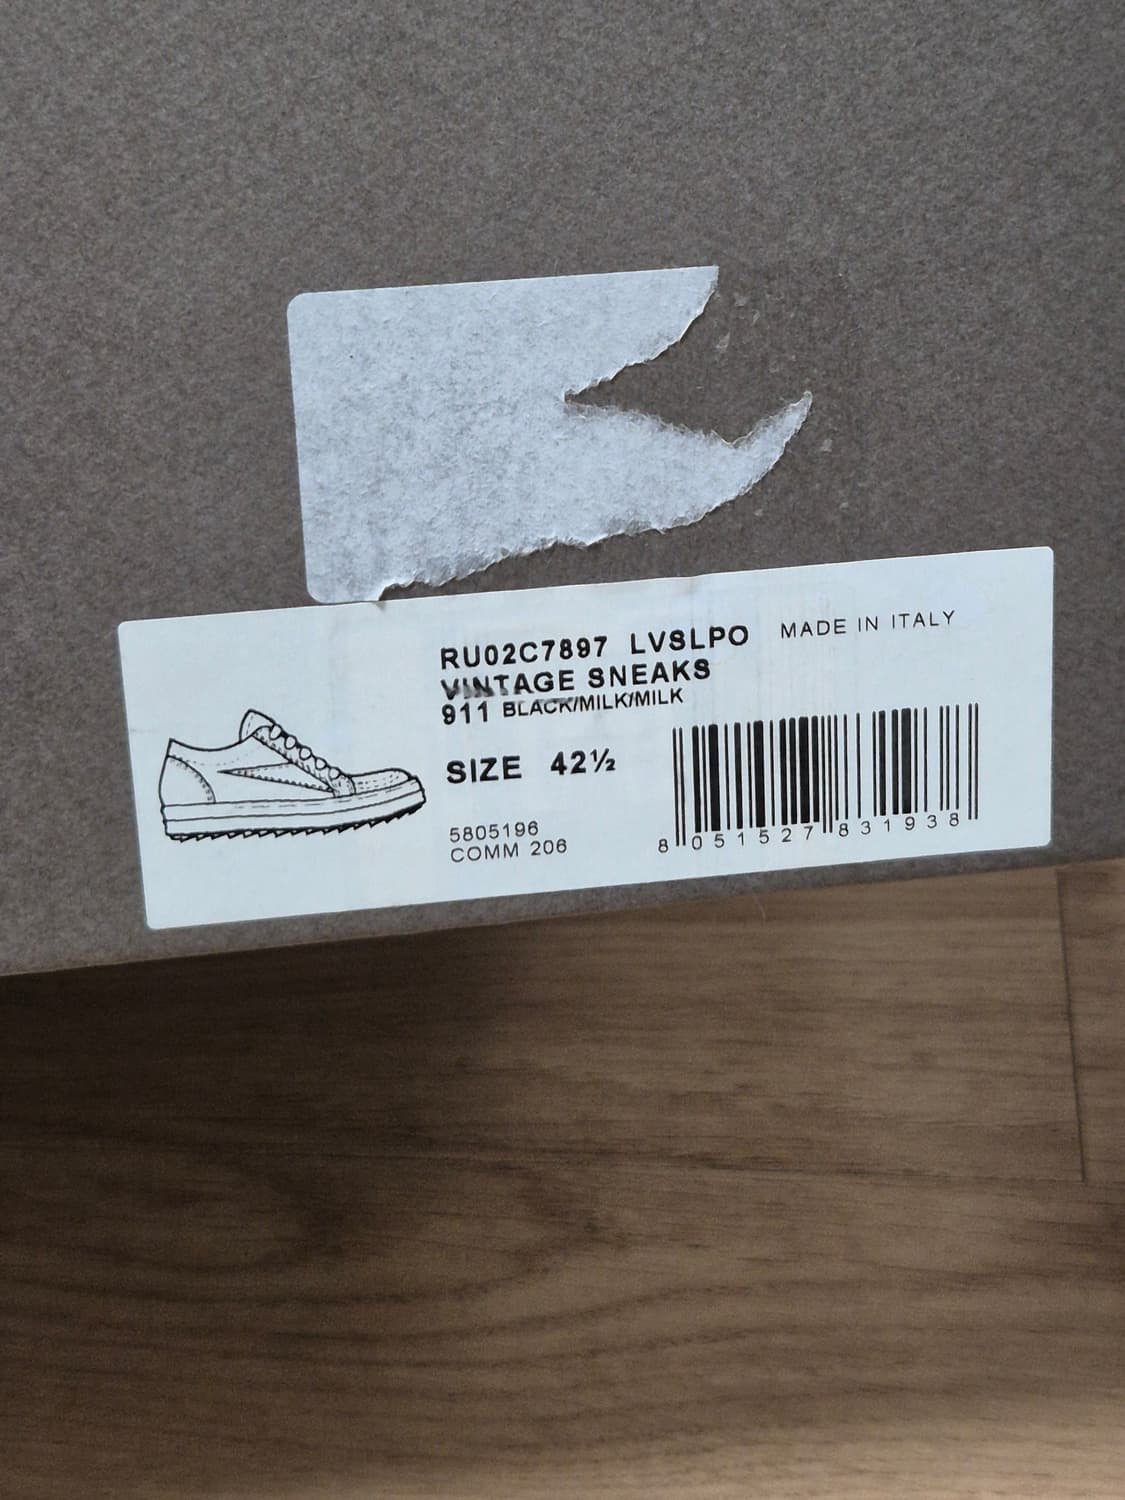 RU02C7897 LVSLPO
MADE IN ITALY
VINTAGE SNEAKS
911 BLACK/MILK/MILK
SIZE 42½
5805196
COMM 206
8 051527 831938